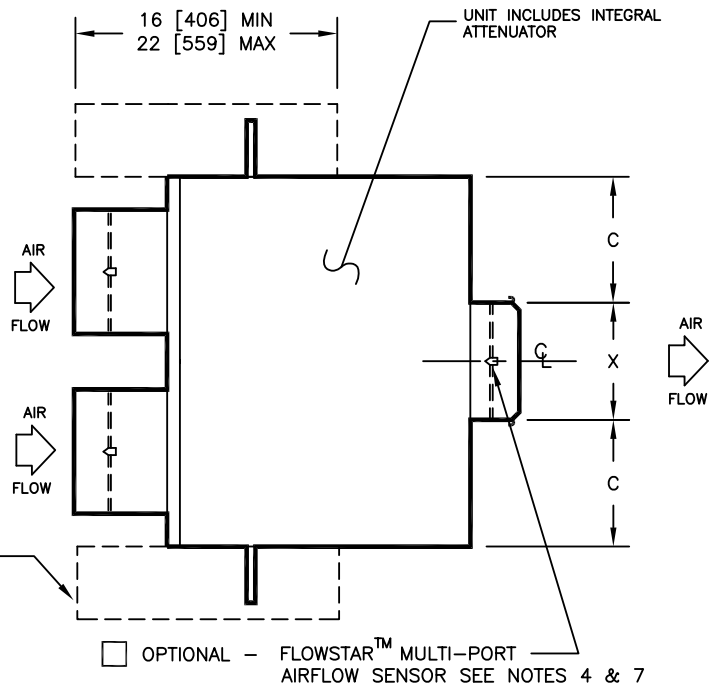 16 [406] MIN
22 [559] MAX
UNIT INCLUDES INTEGRAL
ATTENUATOR
C
AIR
FLOW
X
℄
AIR
FLOW
AIR
FLOW
C
☐ OPTIONAL – FLOWSTAR™ MULTI-PORT
AIRFLOW SENSOR SEE NOTES 4 & 7